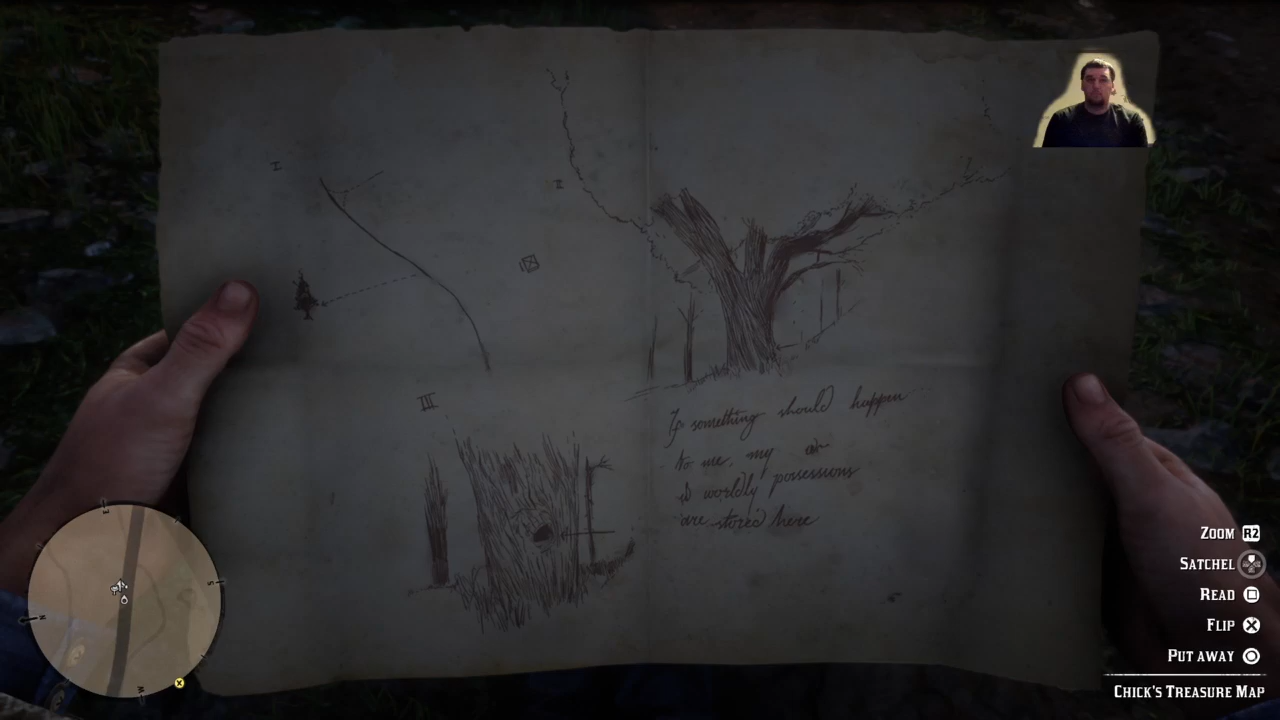 I
II
III
If something should happen
to me, my
worldly possessions
are stored here
E
S
N
W
X
ZOOM R2
SATCHEL
READ
FLIP
PUT AWAY
CHICK'S TREASURE MAP